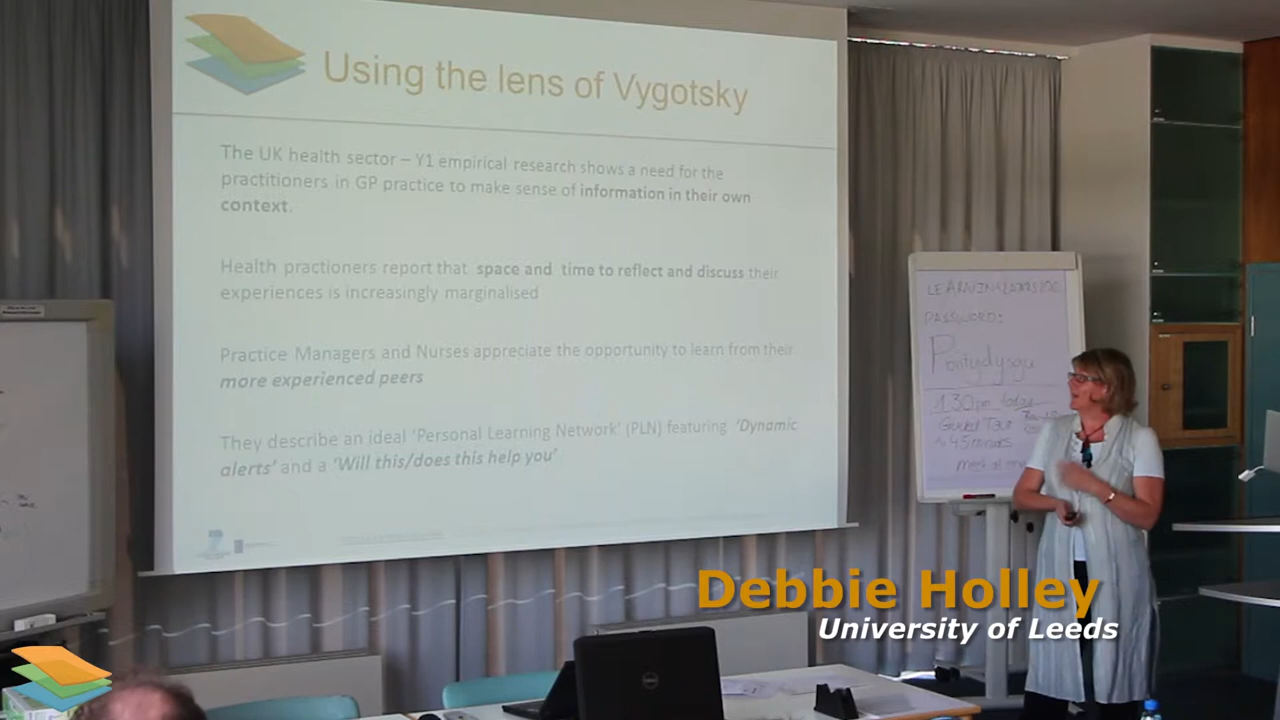 Using the lens of Vygotsky
The UK health sector – Y1 empirical research shows a need for the
practitioners in GP practice to make sense of information in their own
context.
Health practioners report that space and time to reflect and discuss their
experiences is increasingly marginalised
Practice Managers and Nurses appreciate the opportunity to learn from their
more experienced peers
They describe an ideal 'Personal Learning Network' (PLN) featuring 'Dynamic
alerts' and a 'Will this/does this help you'
PASSWORD:
Pontydysgu
1.30pm
Guided Tour
~45 minutes
Debbie Holley
University of Leeds
DELL